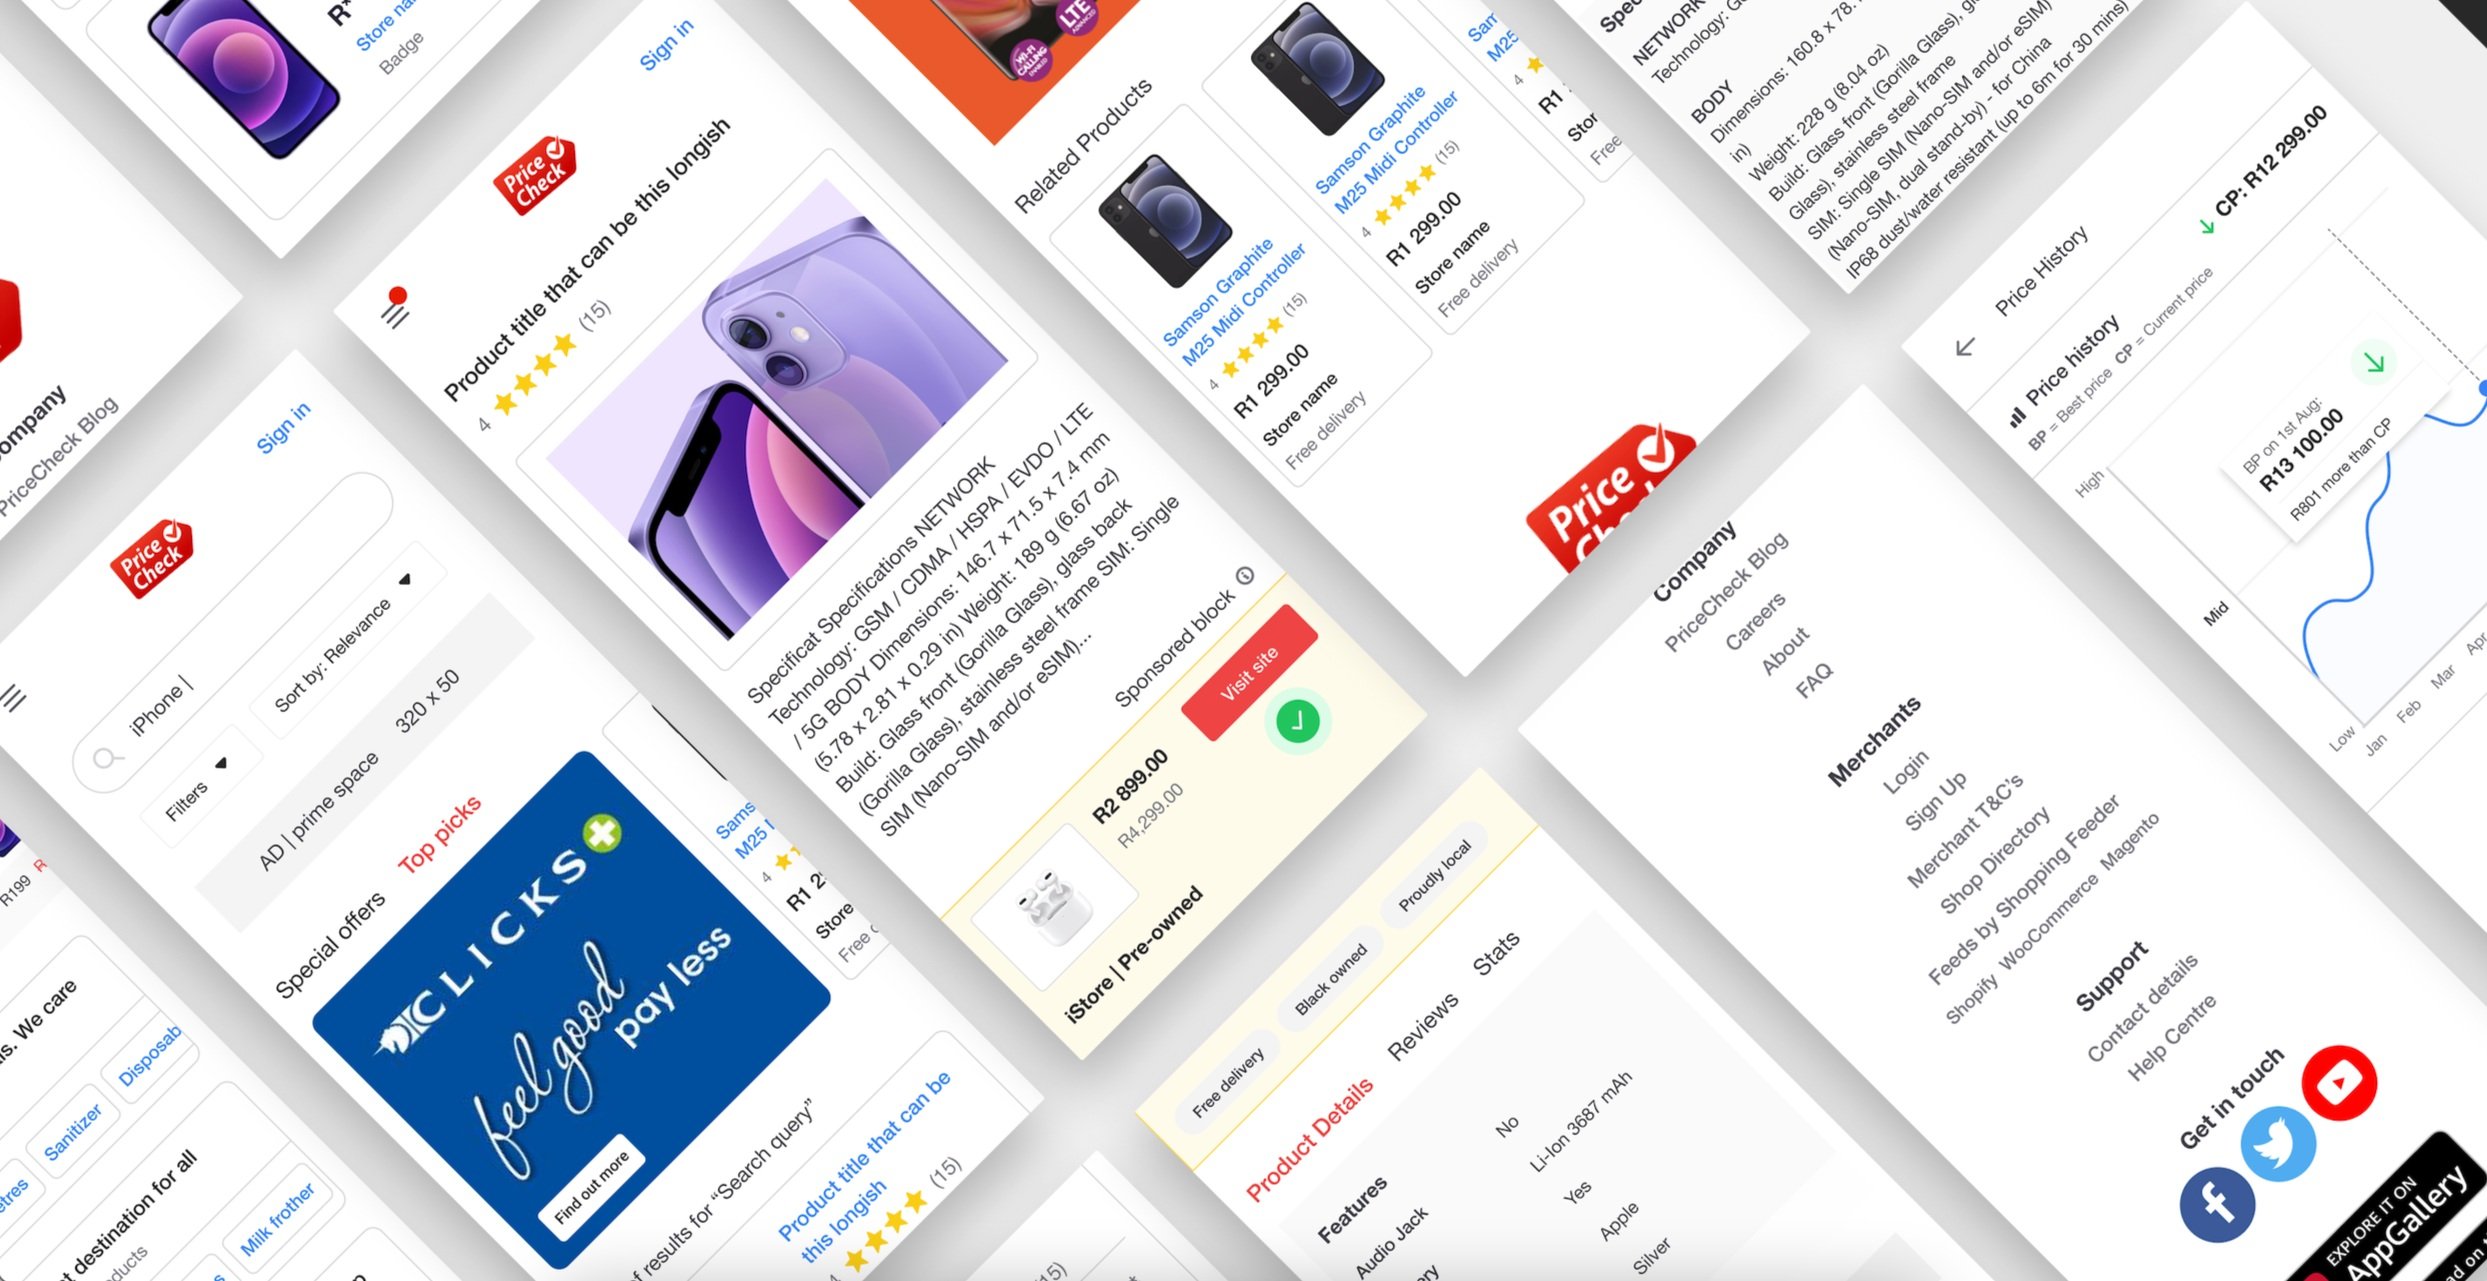 Store
Badge
Company
PriceCheck Blog
R199
We care
Sanitizer
Disposab
destination for all
Milk frother
Sign in
Price
Check
iPhone |
Filters
Sort by: Relevance
AD | prime space 320 x 50
Special offers Top picks
CLICKS
feel good
pay less
Find out more
M25
4
R1
Store
Free
results for “Search query”
Product title that can be
this longish
(15)
Sign in
Price
Check
Product title that can be this longish
4 (15)
Specificat Specifications NETWORK
Technology: GSM / CDMA / HSPA / EVDO / LTE
/ 5G BODY Dimensions: 146.7 x 71.5 x 7.4 mm
(5.78 x 2.81 x 0.29 in) Weight: 189 g (6.67 oz)
Build: Glass front (Gorilla Glass), glass back
(Gorilla Glass), stainless steel frame SIM: Single
SIM (Nano-SIM and/or eSIM)...
Sponsored block
R2 899.00
R4,299.00
Visit site
iStore | Pre-owned
Free delivery
Black owned
Proudly local
Product Details Reviews Stats
Features
Audio Jack
No
Li-Ion 3687 mAh
Yes
Apple
Silver
WI-FI
CALLING
ENABLED
LTE
ADVANCED
Related Products
Samson Graphite
M25 Midi Controller
4 (15)
R1 299.00
Store name
Free delivery
Samson Graphite
M25 Midi Controller
4 (15)
R1 299.00
Store name
Free delivery
M25
4
R1
Free
Price
NETWORK
BODY
Dimensions: 160.8 x 78.
in)
Weight: 228 g (8.04 oz)
Build: Glass front (Gorilla Glass),
Glass), stainless steel frame
SIM: Single SIM (Nano-SIM and/or eSIM)
(Nano-SIM, dual stand-by) - for China
IP68 dust/water resistant (up to 6m for 30 mins)
Company
PriceCheck Blog
Careers
About
FAQ
Merchants
Login
Sign Up
Merchant T&C's
Shop Directory
Feeds by Shopping Feeder
Shopify WooCommerce Magento
Support
Contact details
Help Centre
Get in touch
EXPLORE IT ON
AppGallery
Price History
Price history
CP: R12 299.00
BP = Best price CP = Current price
BP on 1st Aug:
R13 100.00
R801 more than CP
High
Mid
Low
Jan
Feb
Mar
Apr